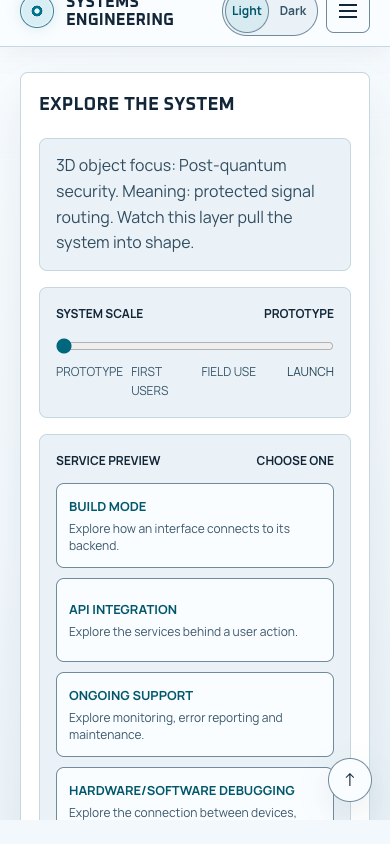 SYSTEMS
ENGINEERING
Light Dark
EXPLORE THE SYSTEM
3D object focus: Post-quantum
security. Meaning: protected signal
routing. Watch this layer pull the
system into shape.
SYSTEM SCALE PROTOTYPE
PROTOTYPE FIRST USERS FIELD USE LAUNCH
SERVICE PREVIEW CHOOSE ONE
BUILD MODE
Explore how an interface connects to its
backend.
API INTEGRATION
Explore the services behind a user action.
ONGOING SUPPORT
Explore monitoring, error reporting and
maintenance.
HARDWARE/SOFTWARE DEBUGGING
Explore the connection between devices,